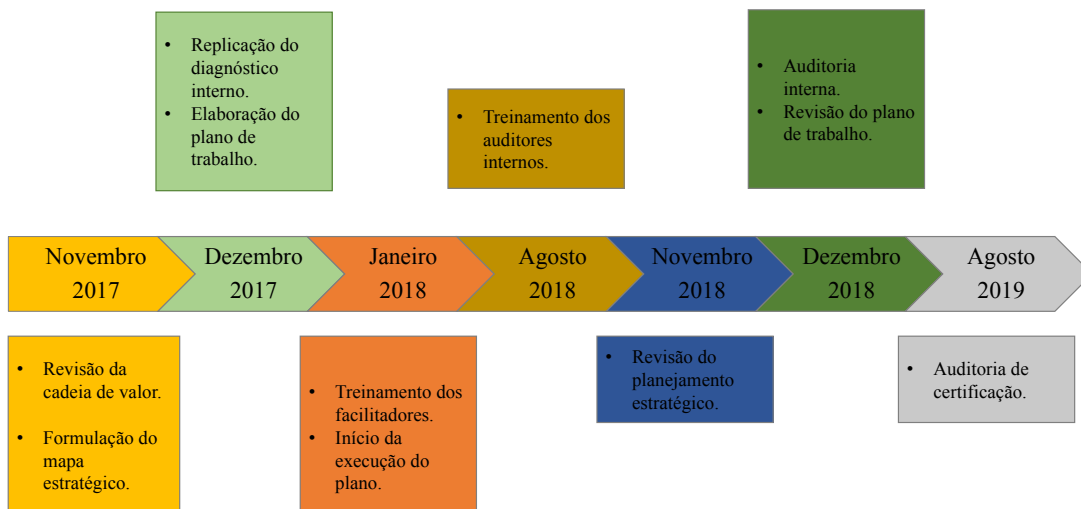 • Replicação do
diagnóstico
interno.
• Elaboração do
plano de
trabalho.
• Treinamento dos
auditores
internos.
• Auditoria
interna.
• Revisão do plano
de trabalho.
Novembro
2017
Dezembro
2017
Janeiro
2018
Agosto
2018
Novembro
2018
Dezembro
2018
Agosto
2019
• Revisão da
cadeia de valor.
• Formulação do
mapa
estratégico.
• Treinamento dos
facilitadores.
• Início da
execução do
plano.
• Revisão do
planejamento
estratégico.
• Auditoria de
certificação.